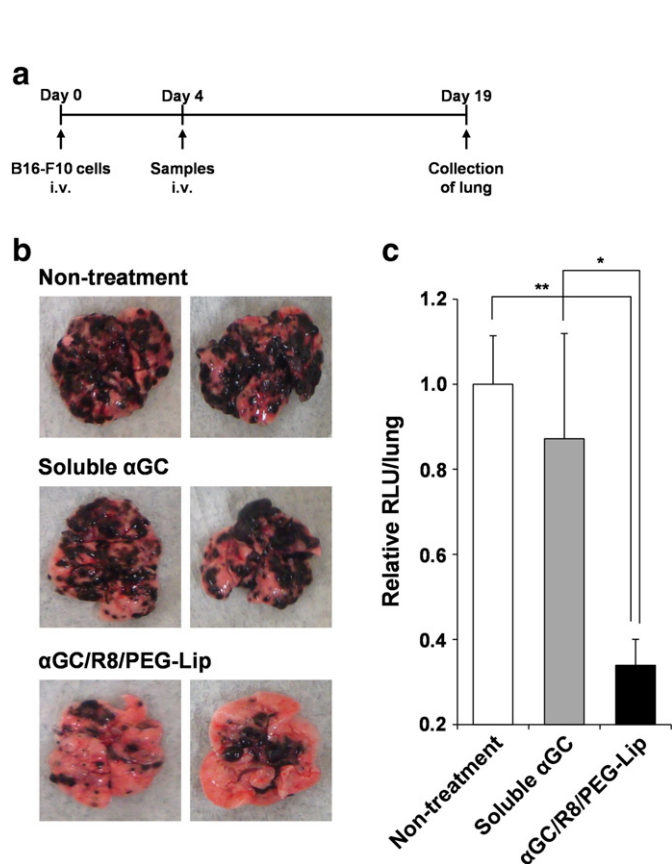 a
Day 0 Day 4 Day 19
B16-F10 cells
i.v.
Samples
i.v.
Collection
of lung
b
Non-treatment
Soluble αGC
αGC/R8/PEG-Lip
c
*
**
Relative RLU/lung
1.2
1.0
0.8
0.6
0.4
0.2
Non-treatment
Soluble αGC
αGC/R8/PEG-Lip